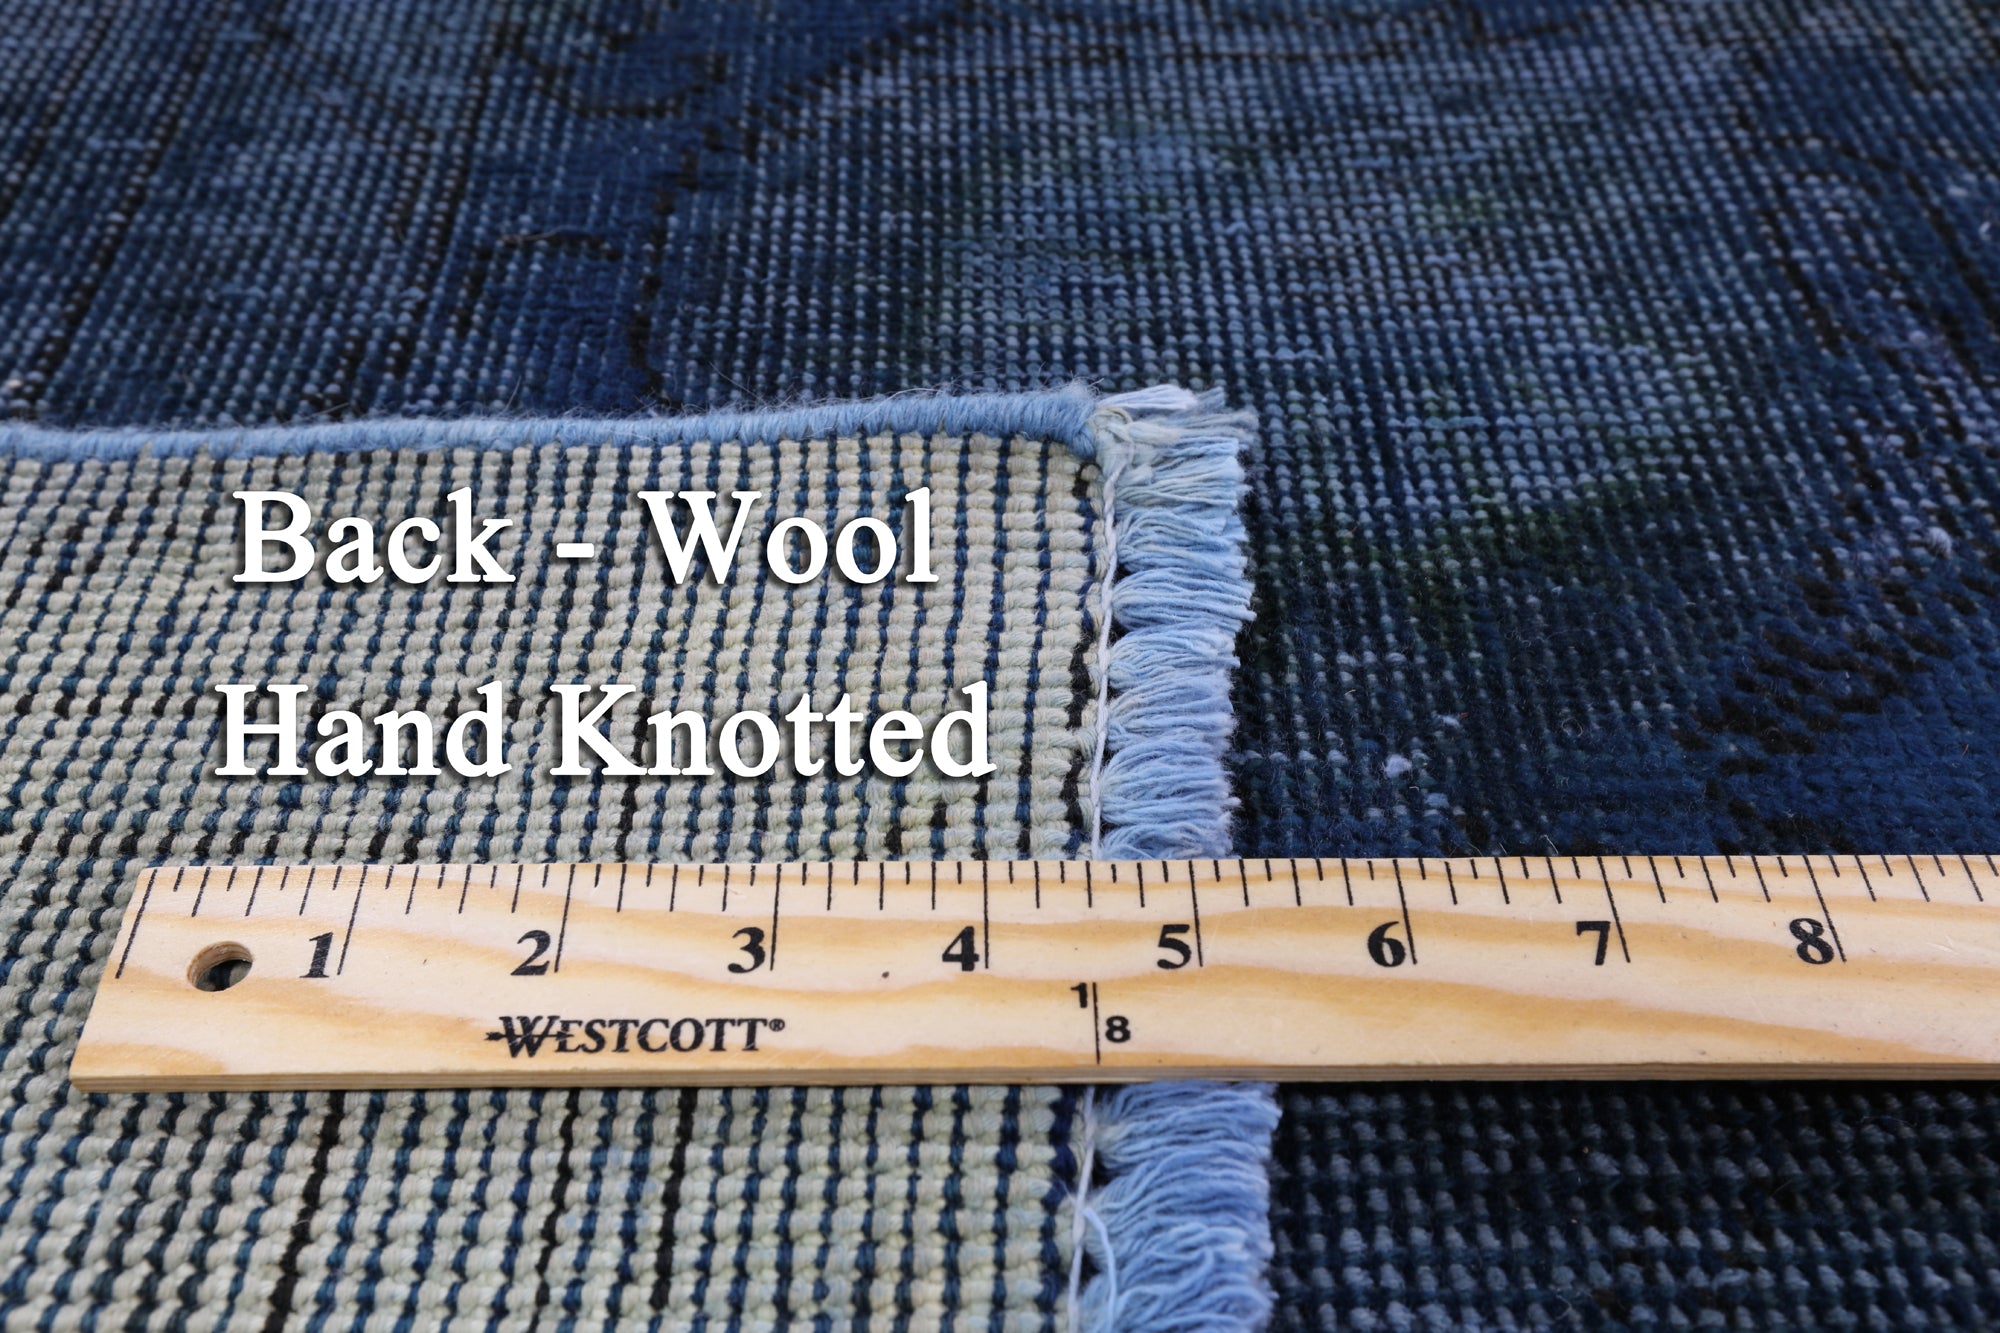 Back - Wool
Hand Knotted
1 2 3 4 5 6 7 8
1
8
WESTCOTT®